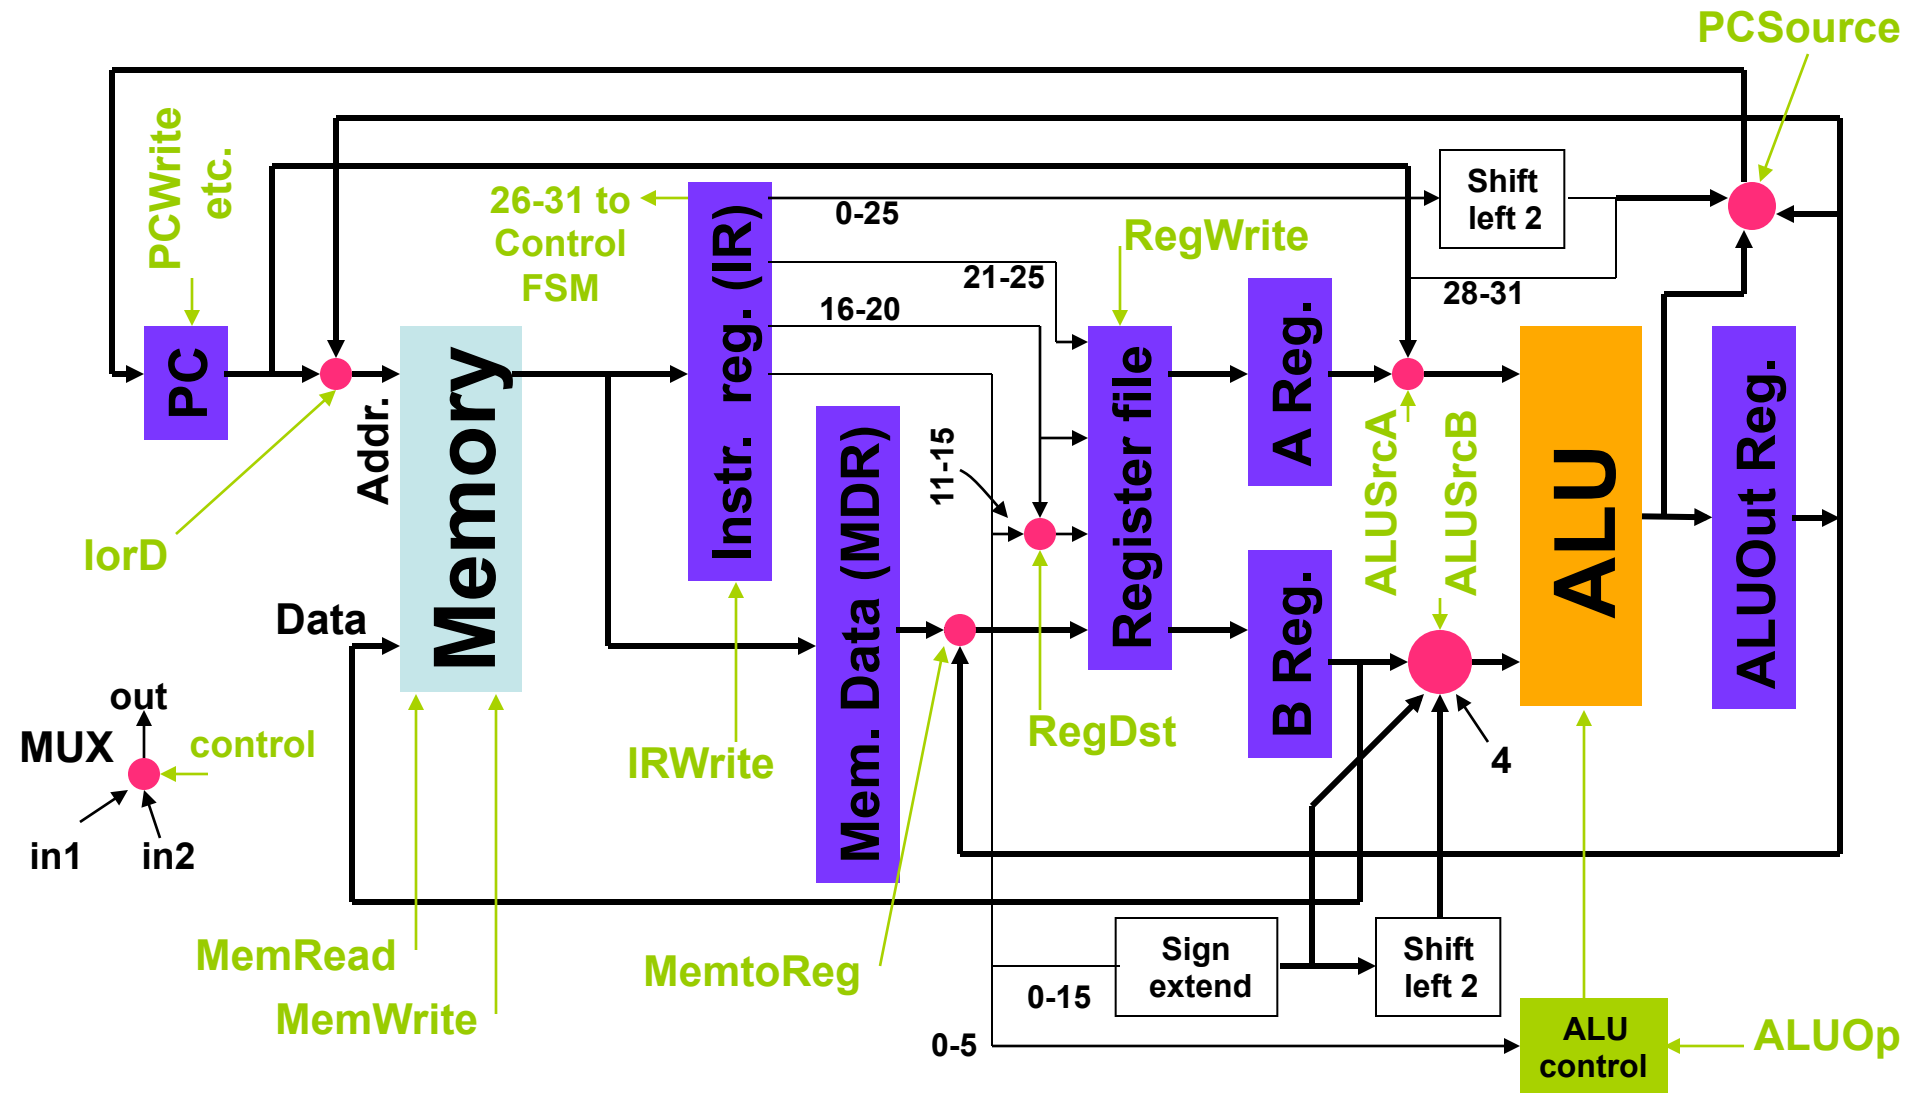 PCSource
PCWrite
etc.
26-31 to
Control
FSM
0-25
Shift
left 2
RegWrite
21-25
28-31
16-20
PC
Addr.
Memory
Instr. reg. (IR)
Mem. Data (MDR)
11-15
Register file
A Reg.
B Reg.
ALUSrcA
ALUSrcB
ALU
ALUOut Reg.
IorD
Data
out
MUX
control
in1
in2
IRWrite
RegDst
4
MemRead
MemWrite
MemtoReg
Sign
extend
Shift
left 2
0-15
0-5
ALU
control
ALUOp